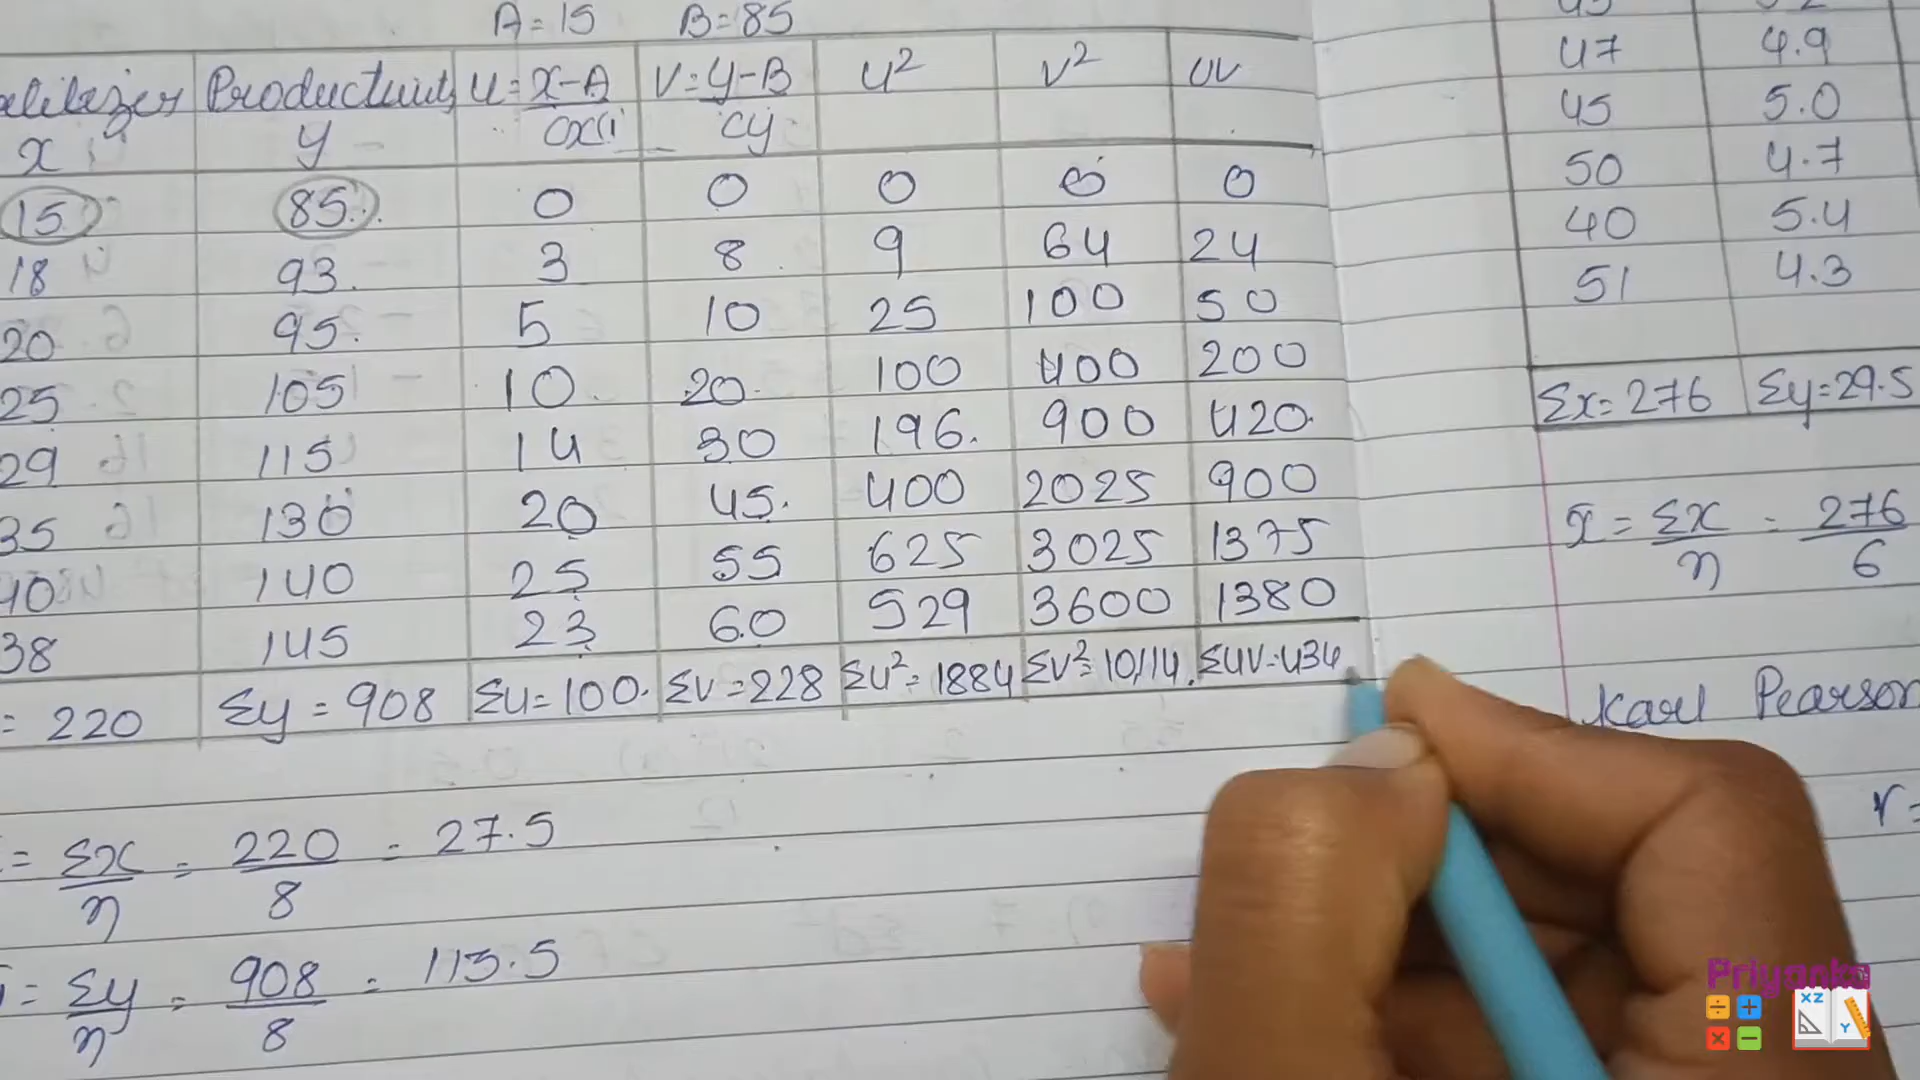 A=15 B=85
Productivity U=x-A/cx V=y-B/cy u² v² uv
x y
15 85 0 0 0 0 0
18 93 3 8 9 64 24
20 95 5 10 25 100 50
25 105 10 20 100 400 200
29 115 14 30 196 900 420
35 130 20 45 400 2025 900
40 140 25 55 625 3025 1375
38 145 23 60 529 3600 1380
= 220 Σy = 908 Σu=100 Σv=228 Σu²=1884 Σv²=10114 Σuv=434
= Σx/n = 220/8 = 27.5
= Σy/n = 908/8 = 113.5
47 4.9
45 5.0
50 4.7
40 5.4
51 4.3
Σx=276 Σy=29.5
x̄ = Σx/n = 276/6
Karl Pearson
r=
Priyanka
XZ
Y